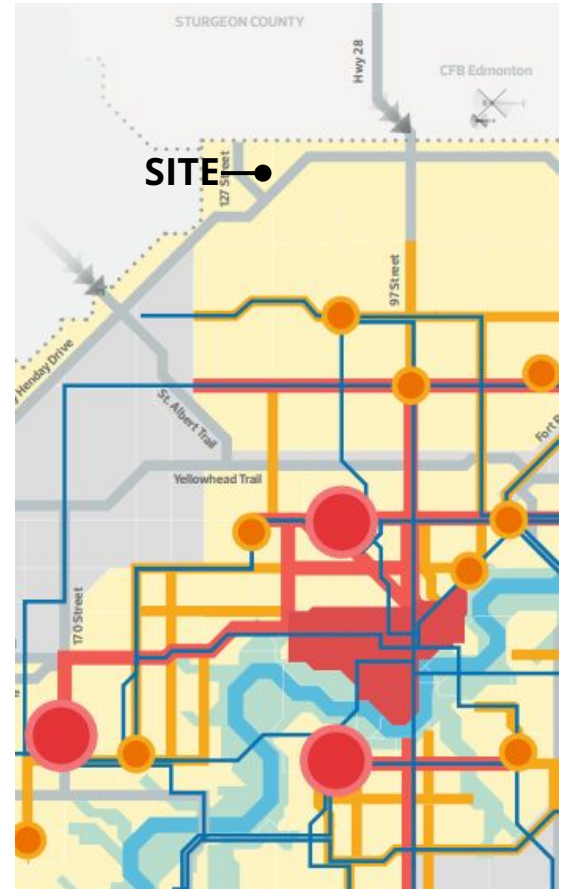 STURGEON COUNTY
Hwy 28
CFB Edmonton
SITE
127 Street
97 Street
Henday Drive
St. Albert Trail
Fort
Yellowhead Trail
170 Street